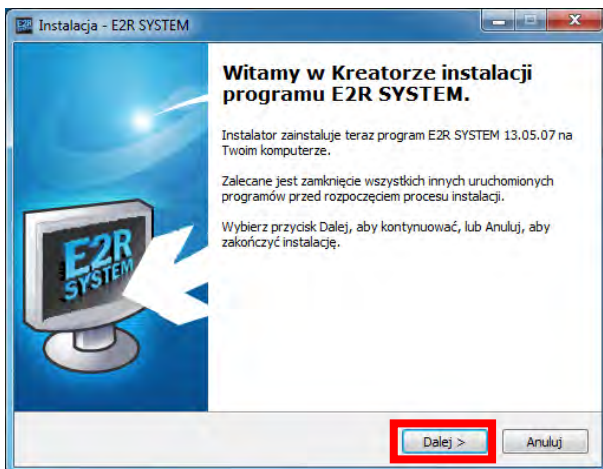 Instalacja - E2R SYSTEM
Witamy w Kreatorze instalacji
programu E2R SYSTEM.
Instalator zainstaluje teraz program E2R SYSTEM 13.05.07 na
Twoim komputerze.
Zalecane jest zamknięcie wszystkich innych uruchomionych
programów przed rozpoczęciem procesu instalacji.
Wybierz przycisk Dalej, aby kontynuować, lub Anuluj, aby
zakończyć instalację.
E2R
SYSTEM
Dalej >
Anuluj